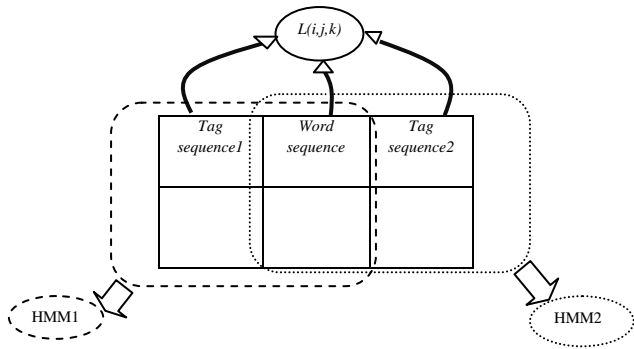 L(i,j,k)
Tag
sequence1
Word
sequence
Tag
sequence2
HMM1
HMM2